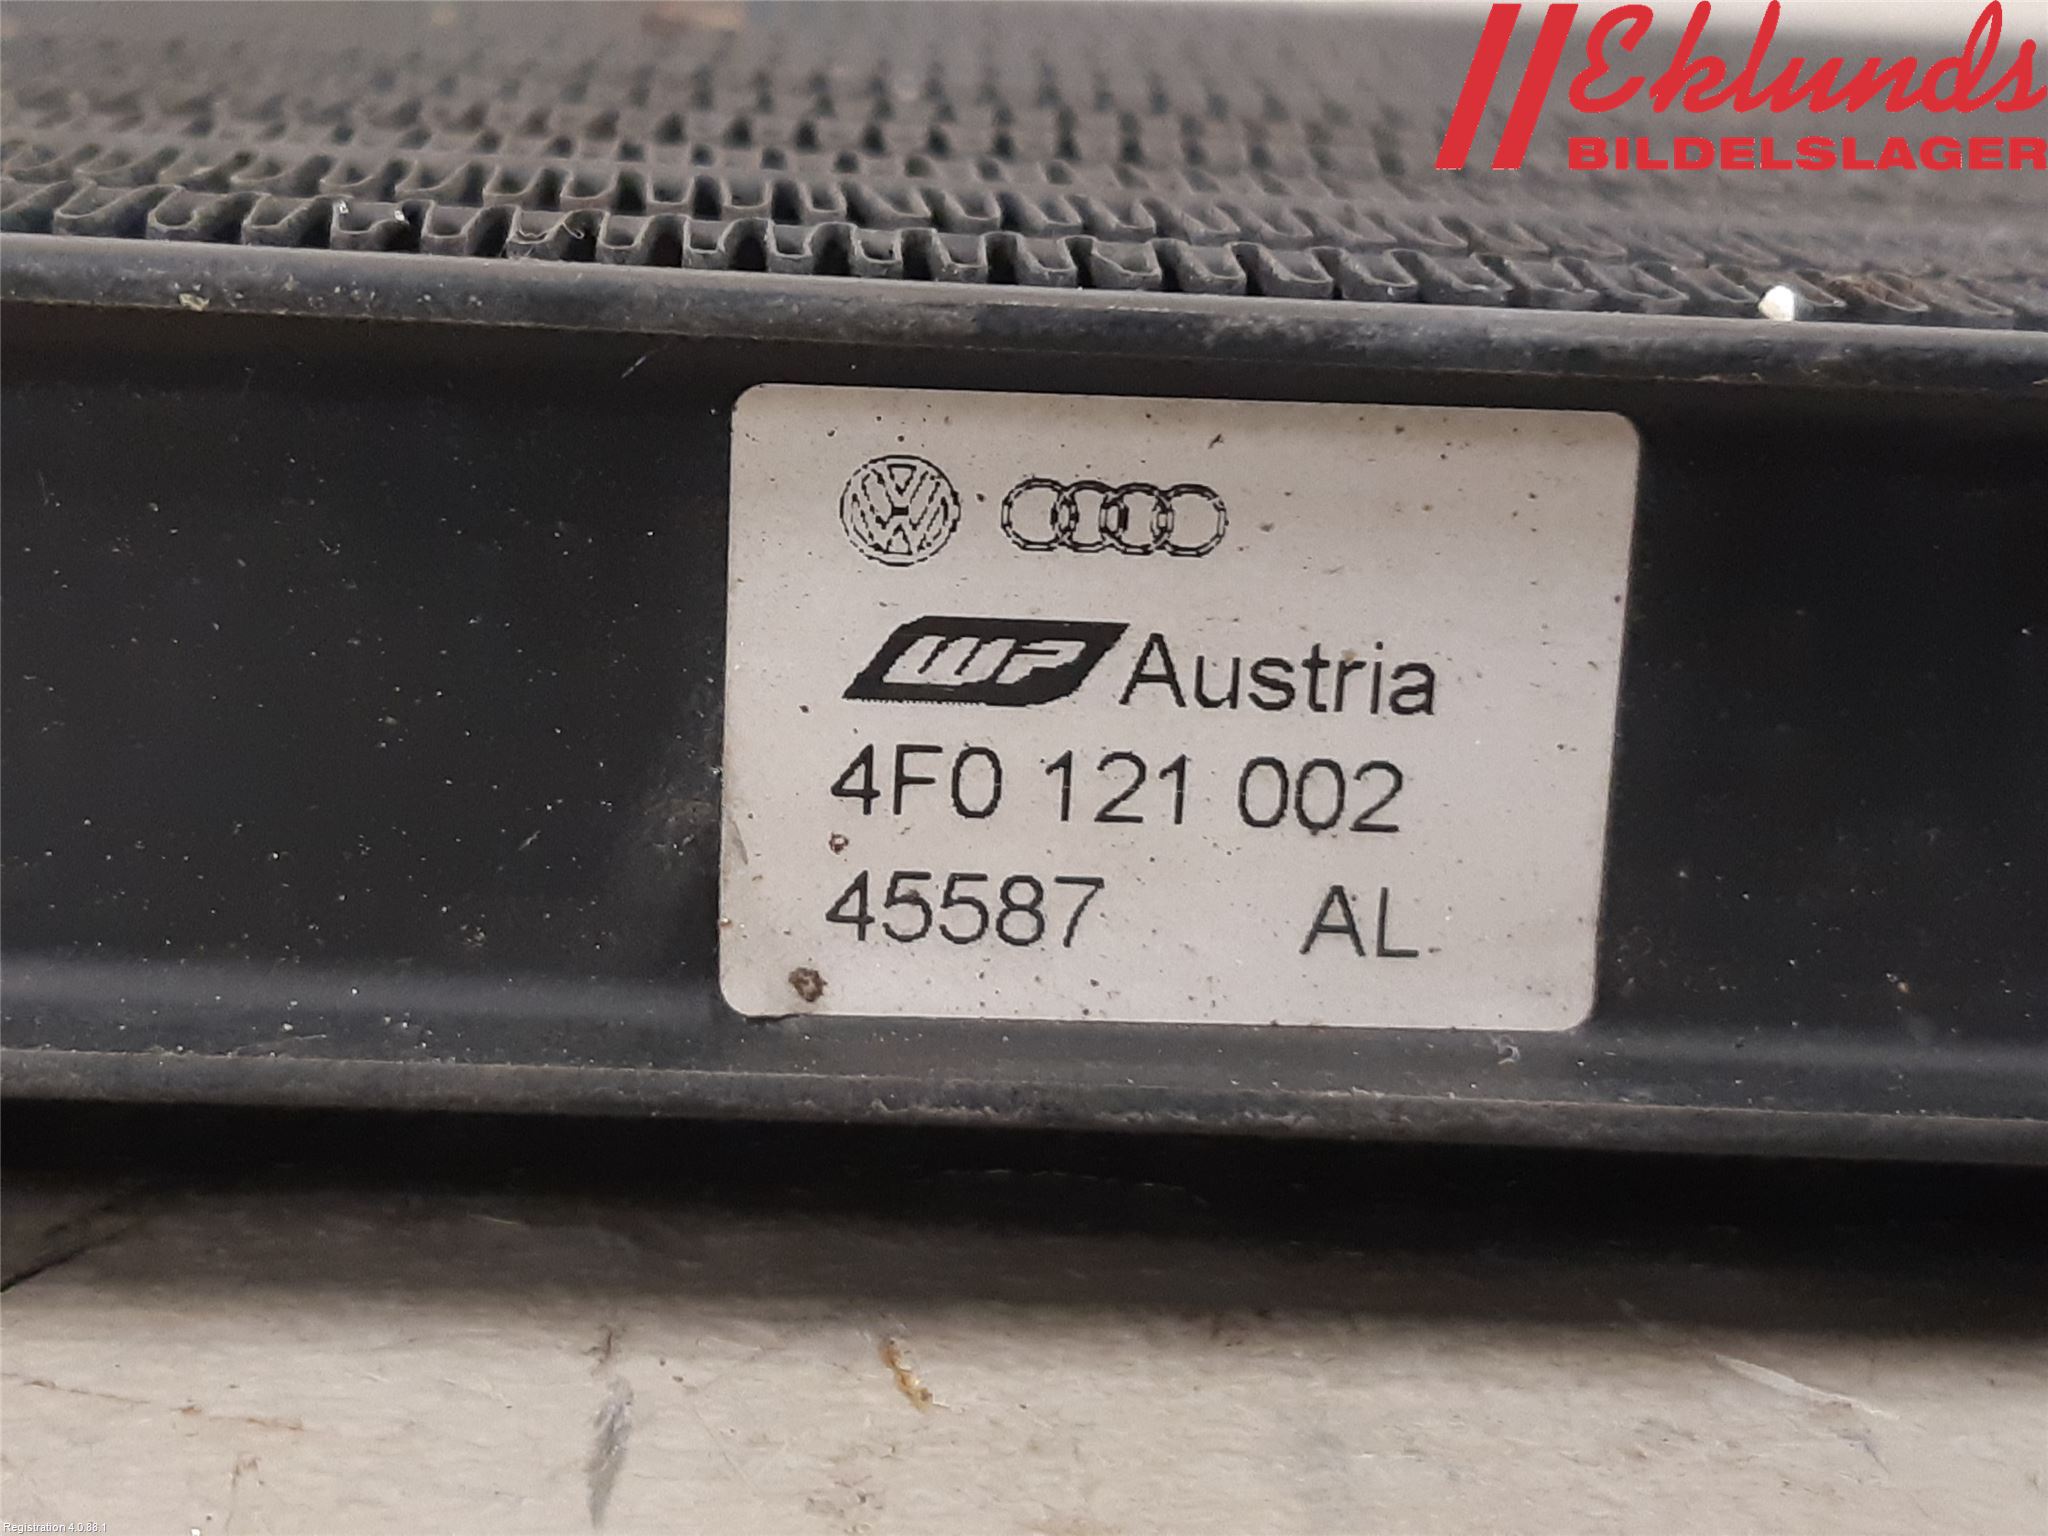 Eklunds
BILDELSLAGER
WP Austria
4F0 121 002
45587 AL
Registration 4.0.88.1